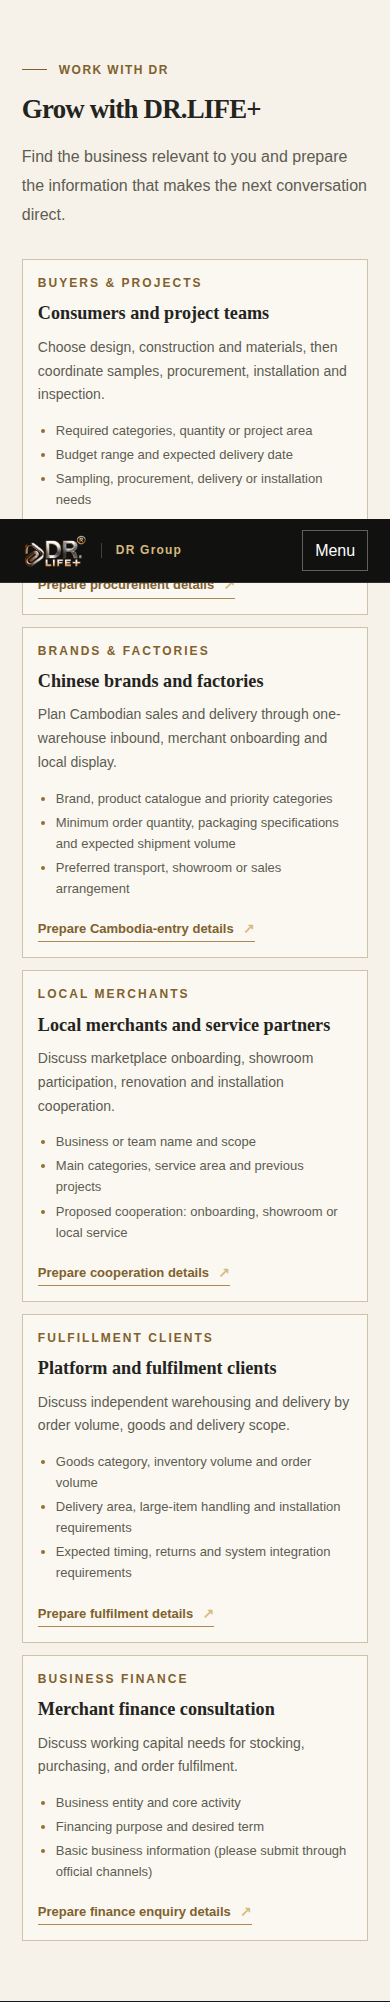 WORK WITH DR
Grow with DR.LIFE+
Find the business relevant to you and prepare
the information that makes the next conversation
direct.
BUYERS & PROJECTS
Consumers and project teams
Choose design, construction and materials, then
coordinate samples, procurement, installation and
inspection.
• Required categories, quantity or project area
• Budget range and expected delivery date
• Sampling, procurement, delivery or installation
needs
DR.® LIFE+
DR Group
Menu
Prepare procurement details ↗
BRANDS & FACTORIES
Chinese brands and factories
Plan Cambodian sales and delivery through one-
warehouse inbound, merchant onboarding and
local display.
• Brand, product catalogue and priority categories
• Minimum order quantity, packaging specifications
and expected shipment volume
• Preferred transport, showroom or sales
arrangement
Prepare Cambodia-entry details ↗
LOCAL MERCHANTS
Local merchants and service partners
Discuss marketplace onboarding, showroom
participation, renovation and installation
cooperation.
• Business or team name and scope
• Main categories, service area and previous
projects
• Proposed cooperation: onboarding, showroom or
local service
Prepare cooperation details ↗
FULFILLMENT CLIENTS
Platform and fulfilment clients
Discuss independent warehousing and delivery by
order volume, goods and delivery scope.
• Goods category, inventory volume and order
volume
• Delivery area, large-item handling and installation
requirements
• Expected timing, returns and system integration
requirements
Prepare fulfilment details ↗
BUSINESS FINANCE
Merchant finance consultation
Discuss working capital needs for stocking,
purchasing, and order fulfilment.
• Business entity and core activity
• Financing purpose and desired term
• Basic business information (please submit through
official channels)
Prepare finance enquiry details ↗